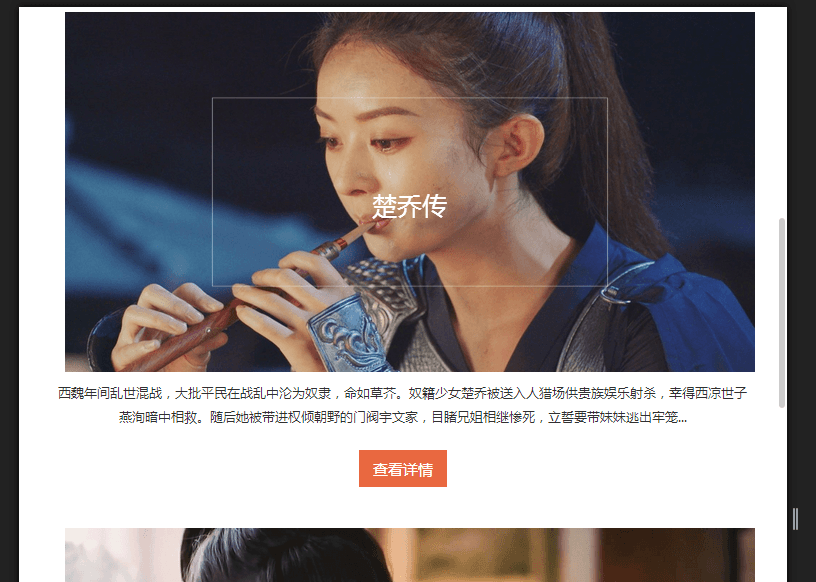 楚乔传
西魏年间乱世混战，大批平民在战乱中沦为奴隶，命如草芥。奴籍少女楚乔被送入人猎场供贵族娱乐射杀，幸得西凉世子
燕洵暗中相救。随后她被带进权倾朝野的门阀宇文家，目睹兄姐相继惨死，立誓要带妹妹逃出牢笼...
查看详情